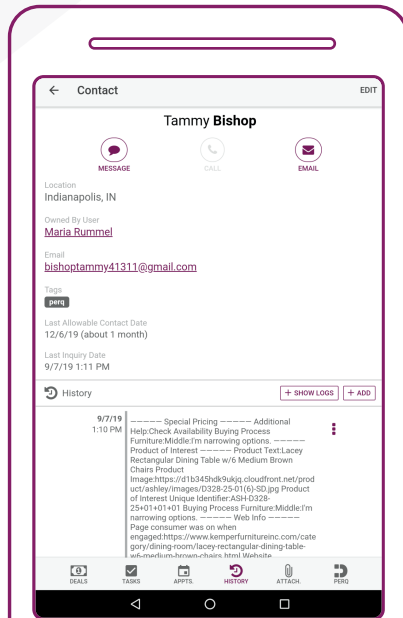 Contact
EDIT
Tammy Bishop
MESSAGE
CALL
EMAIL
Location
Indianapolis, IN
Owned By User
Maria Rummel
Email
bishoptammy41311@gmail.com
Tags
perq
Last Allowable Contact Date
12/6/19 (about 1 month)
Last Inquiry Date
9/7/19 1:11 PM
History
+ SHOW LOGS
+ ADD
9/7/19
1:10 PM
————— Special Pricing ————— Additional
Help:Check Availability Buying Process
Furniture:Middle:I'm narrowing options. —————
Product of Interest ————— Product Text:Lacey
Rectangular Dining Table w/6 Medium Brown
Chairs Product
Image:https://d1b345hdk9ukjq.cloudfront.net/prod
uct/ashley/images/D328-25-01(6)-SD.jpg Product
of Interest Unique Identifier:ASH-D328-
25+01+01+01 Buying Process Furniture:Middle:I'm
narrowing options. ————— Web Info —————
Page consumer was on when
engaged:https://www.kemperfurnitureinc.com/cate
gory/dining-room/lacey-rectangular-dining-table-
w6-medium-brown-chairs.html Website
DEALS
TASKS
APPTS.
HISTORY
ATTACH.
PERQ